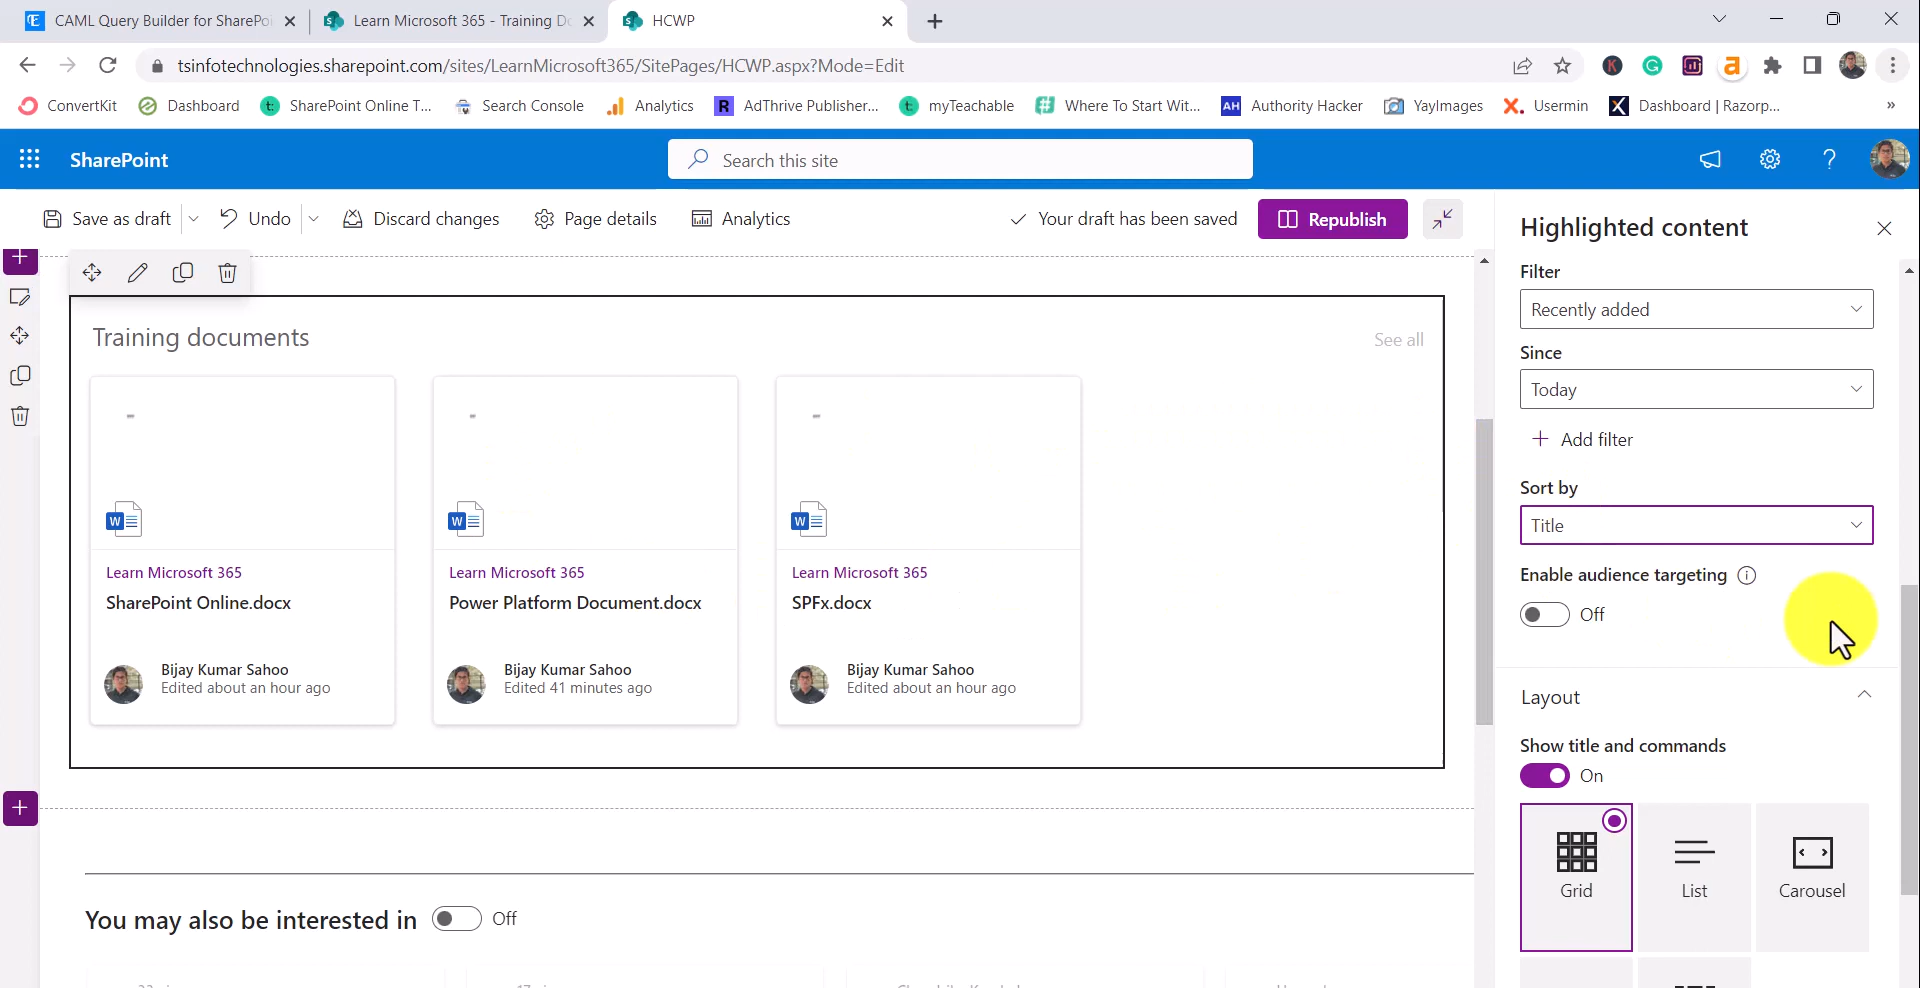 CAML Query Builder for SharePoi
Learn Microsoft 365 - Training Do
HCWP
tsinfotechnologies.sharepoint.com/sites/LearnMicrosoft365/SitePages/HCWP.aspx?Mode=Edit
ConvertKit
Dashboard
SharePoint Online T...
Search Console
Analytics
AdThrive Publisher...
myTeachable
Where To Start Wit...
Authority Hacker
YayImages
Usermin
Dashboard | Razorp...
SharePoint
Search this site
Save as draft
Undo
Discard changes
Page details
Analytics
Your draft has been saved
Republish
Training documents
See all
Learn Microsoft 365
SharePoint Online.docx
Bijay Kumar Sahoo
Edited about an hour ago
Learn Microsoft 365
Power Platform Document.docx
Bijay Kumar Sahoo
Edited 41 minutes ago
Learn Microsoft 365
SPFx.docx
Bijay Kumar Sahoo
Edited about an hour ago
You may also be interested in
Off
Highlighted content
Filter
Recently added
Since
Today
Add filter
Sort by
Title
Enable audience targeting
Off
Layout
Show title and commands
On
Grid
List
Carousel